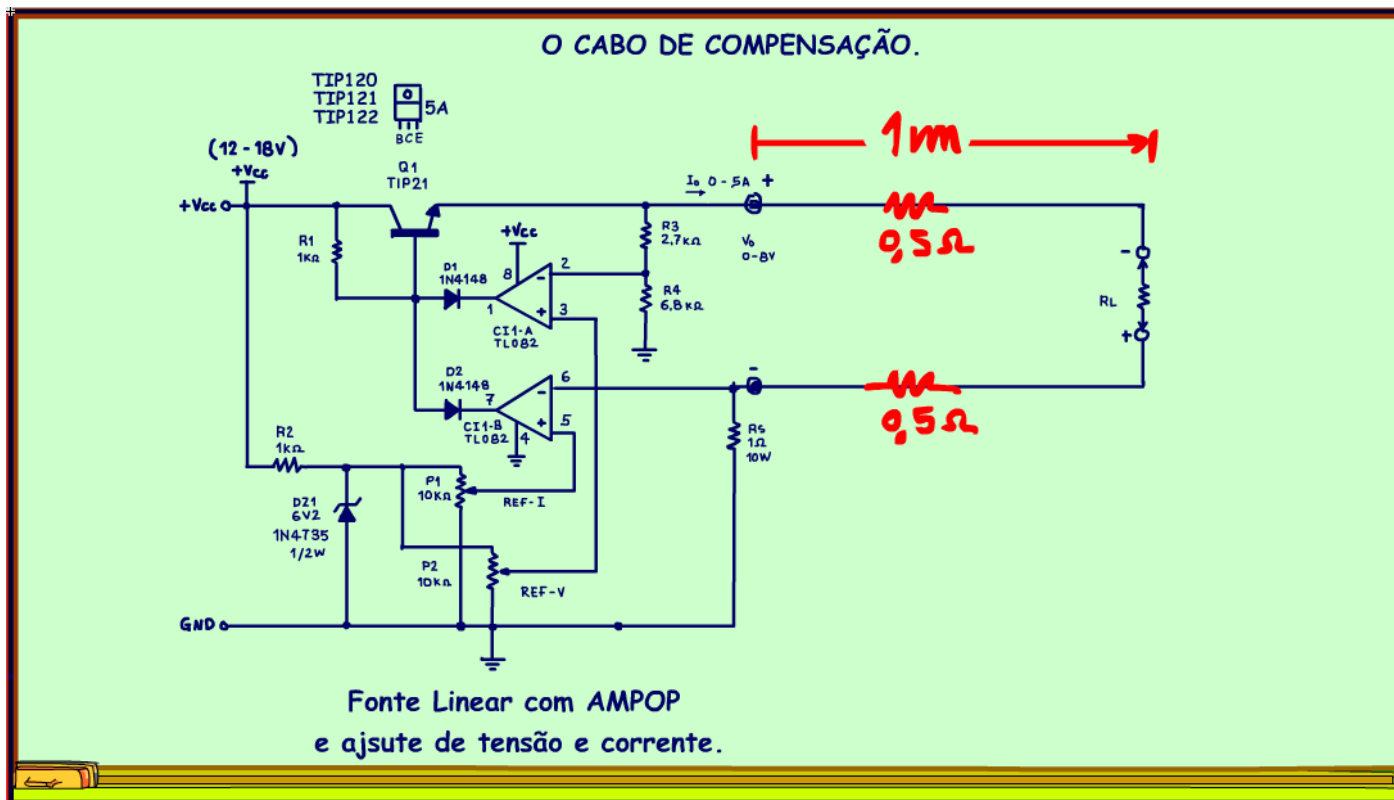 O CABO DE COMPENSAÇÃO.
TIP120
TIP121
TIP122
5A
BCE
(12-18V)
+Vcc
+Vcc
Q1
TIP21
R1
1KΩ
D1
1N4148
+Vcc
8
2
3
1
CI1-A
TL082
R3
2,7KΩ
R4
6,8KΩ
I₀ 0-5A +
V₀
0-8V
1m
0,5Ω
-
RL
+
0,5Ω
D2
1N4148
7
6
5
4
CI1-B
TL082
-
RS
1Ω
10W
R2
1KΩ
DZ1
6V2
1N4735
1/2W
P1
10KΩ
REF-I
P2
10KΩ
REF-V
GND
Fonte Linear com AMPOP
e ajsute de tensão e corrente.